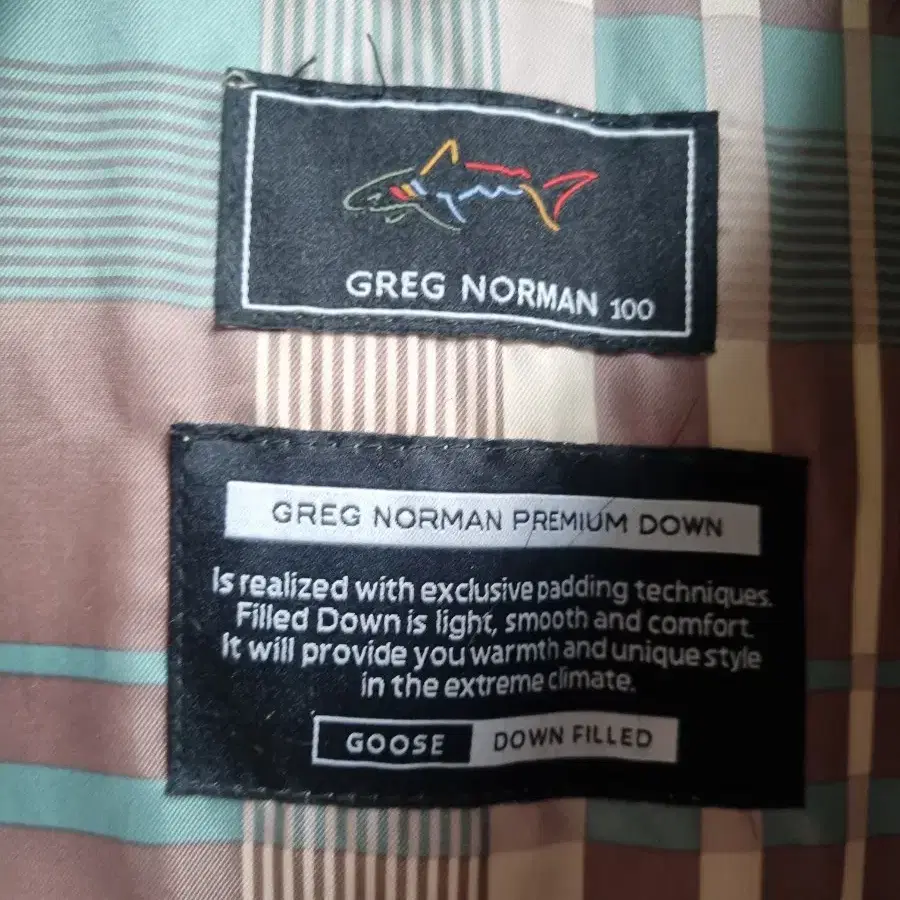 GREG NORMAN 100
GREG NORMAN PREMIUM DOWN
Is realized with exclusive padding techniques.
Filled Down is light, smooth and comfort.
It will provide you warmth and unique style
in the extreme climate.
GOOSE DOWN FILLED